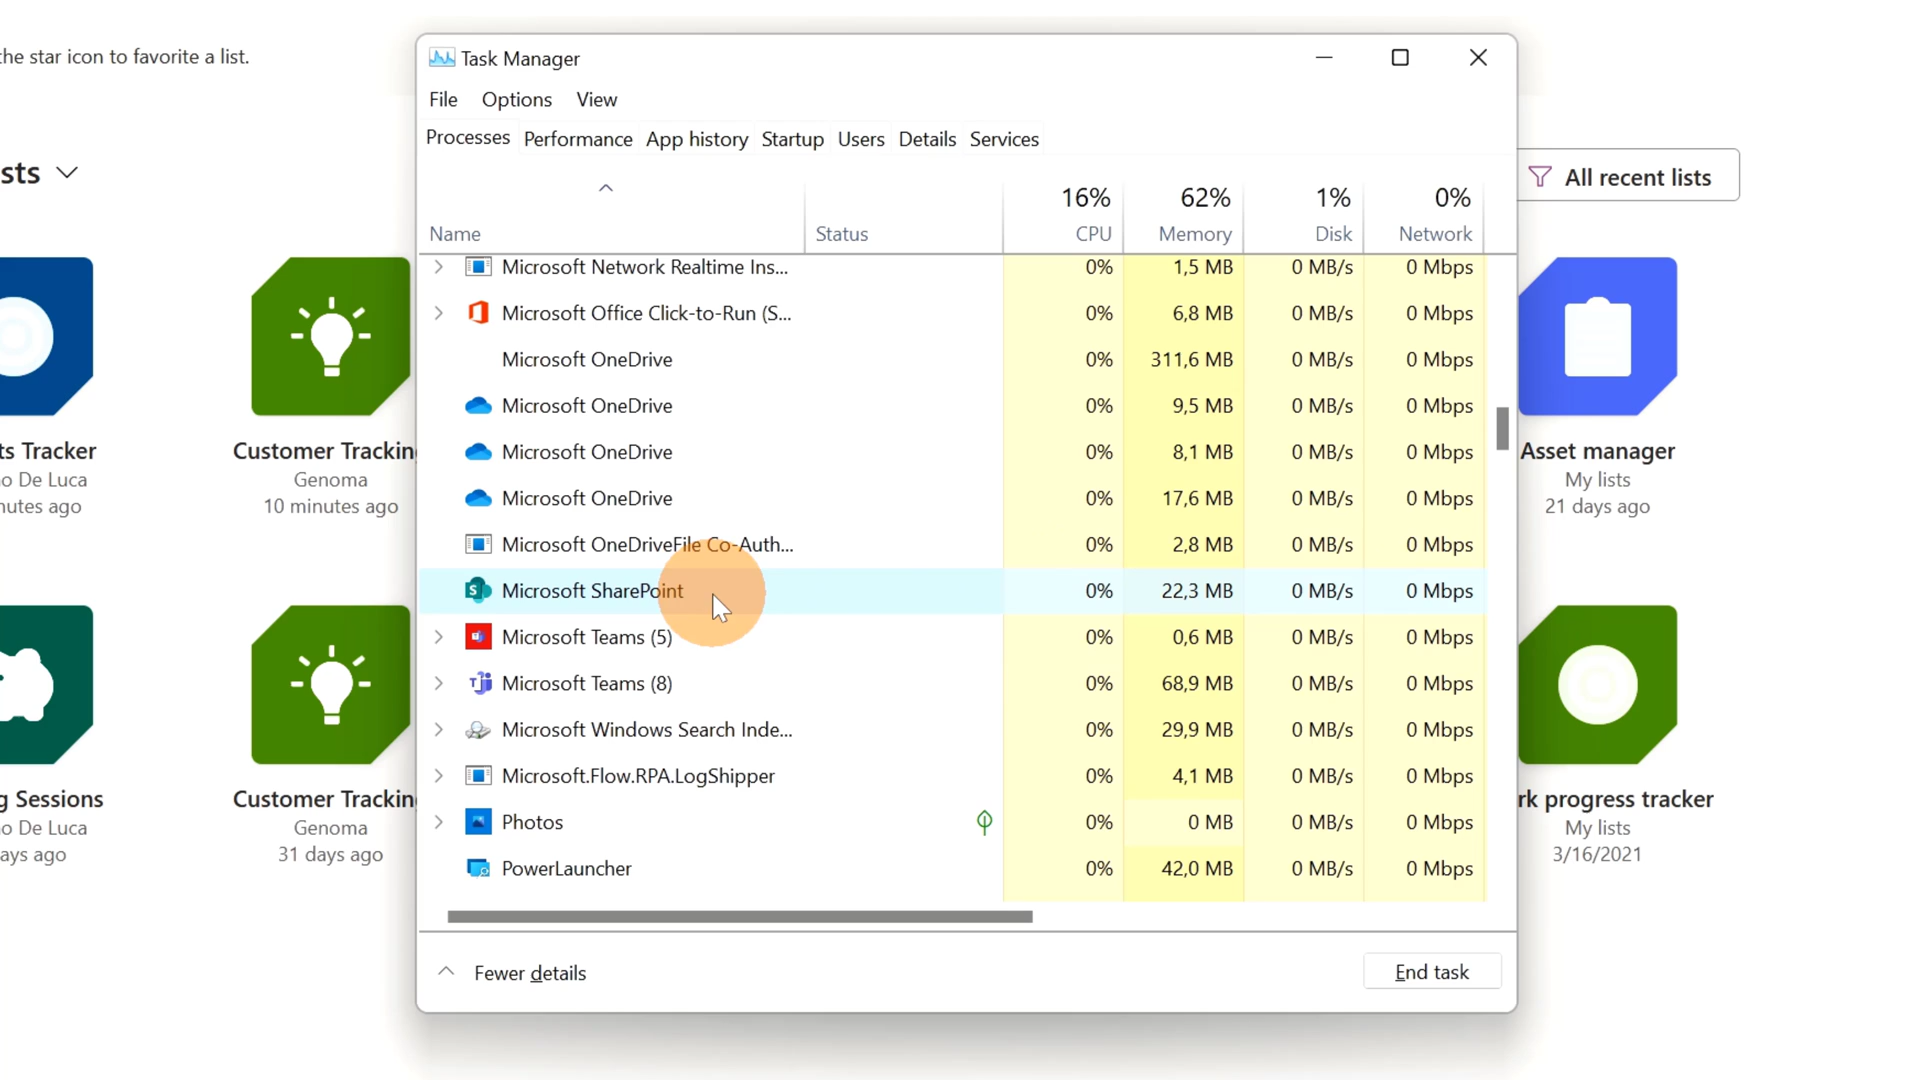 the star icon to favorite a list.
Task Manager
File Options View
Processes Performance App history Startup Users Details Services
sts
All recent lists
16% 62% 1% 0%
Name Status CPU Memory Disk Network
Microsoft Network Realtime Ins... 0% 1,5 MB 0 MB/s 0 Mbps
Microsoft Office Click-to-Run (S... 0% 6,8 MB 0 MB/s 0 Mbps
Microsoft OneDrive 0% 311,6 MB 0 MB/s 0 Mbps
Microsoft OneDrive 0% 9,5 MB 0 MB/s 0 Mbps
Microsoft OneDrive 0% 8,1 MB 0 MB/s 0 Mbps
Microsoft OneDrive 0% 17,6 MB 0 MB/s 0 Mbps
Microsoft OneDriveFile Co-Auth... 0% 2,8 MB 0 MB/s 0 Mbps
Microsoft SharePoint 0% 22,3 MB 0 MB/s 0 Mbps
Microsoft Teams (5) 0% 0,6 MB 0 MB/s 0 Mbps
Microsoft Teams (8) 0% 68,9 MB 0 MB/s 0 Mbps
Microsoft Windows Search Inde... 0% 29,9 MB 0 MB/s 0 Mbps
Microsoft.Flow.RPA.LogShipper 0% 4,1 MB 0 MB/s 0 Mbps
Photos 0% 0 MB 0 MB/s 0 Mbps
PowerLauncher 0% 42,0 MB 0 MB/s 0 Mbps
Fewer details End task
ts Tracker
o De Luca
nutes ago
Customer Tracking
Genoma
10 minutes ago
Asset manager
My lists
21 days ago
g Sessions
o De Luca
ays ago
Customer Tracking
Genoma
31 days ago
rk progress tracker
My lists
3/16/2021